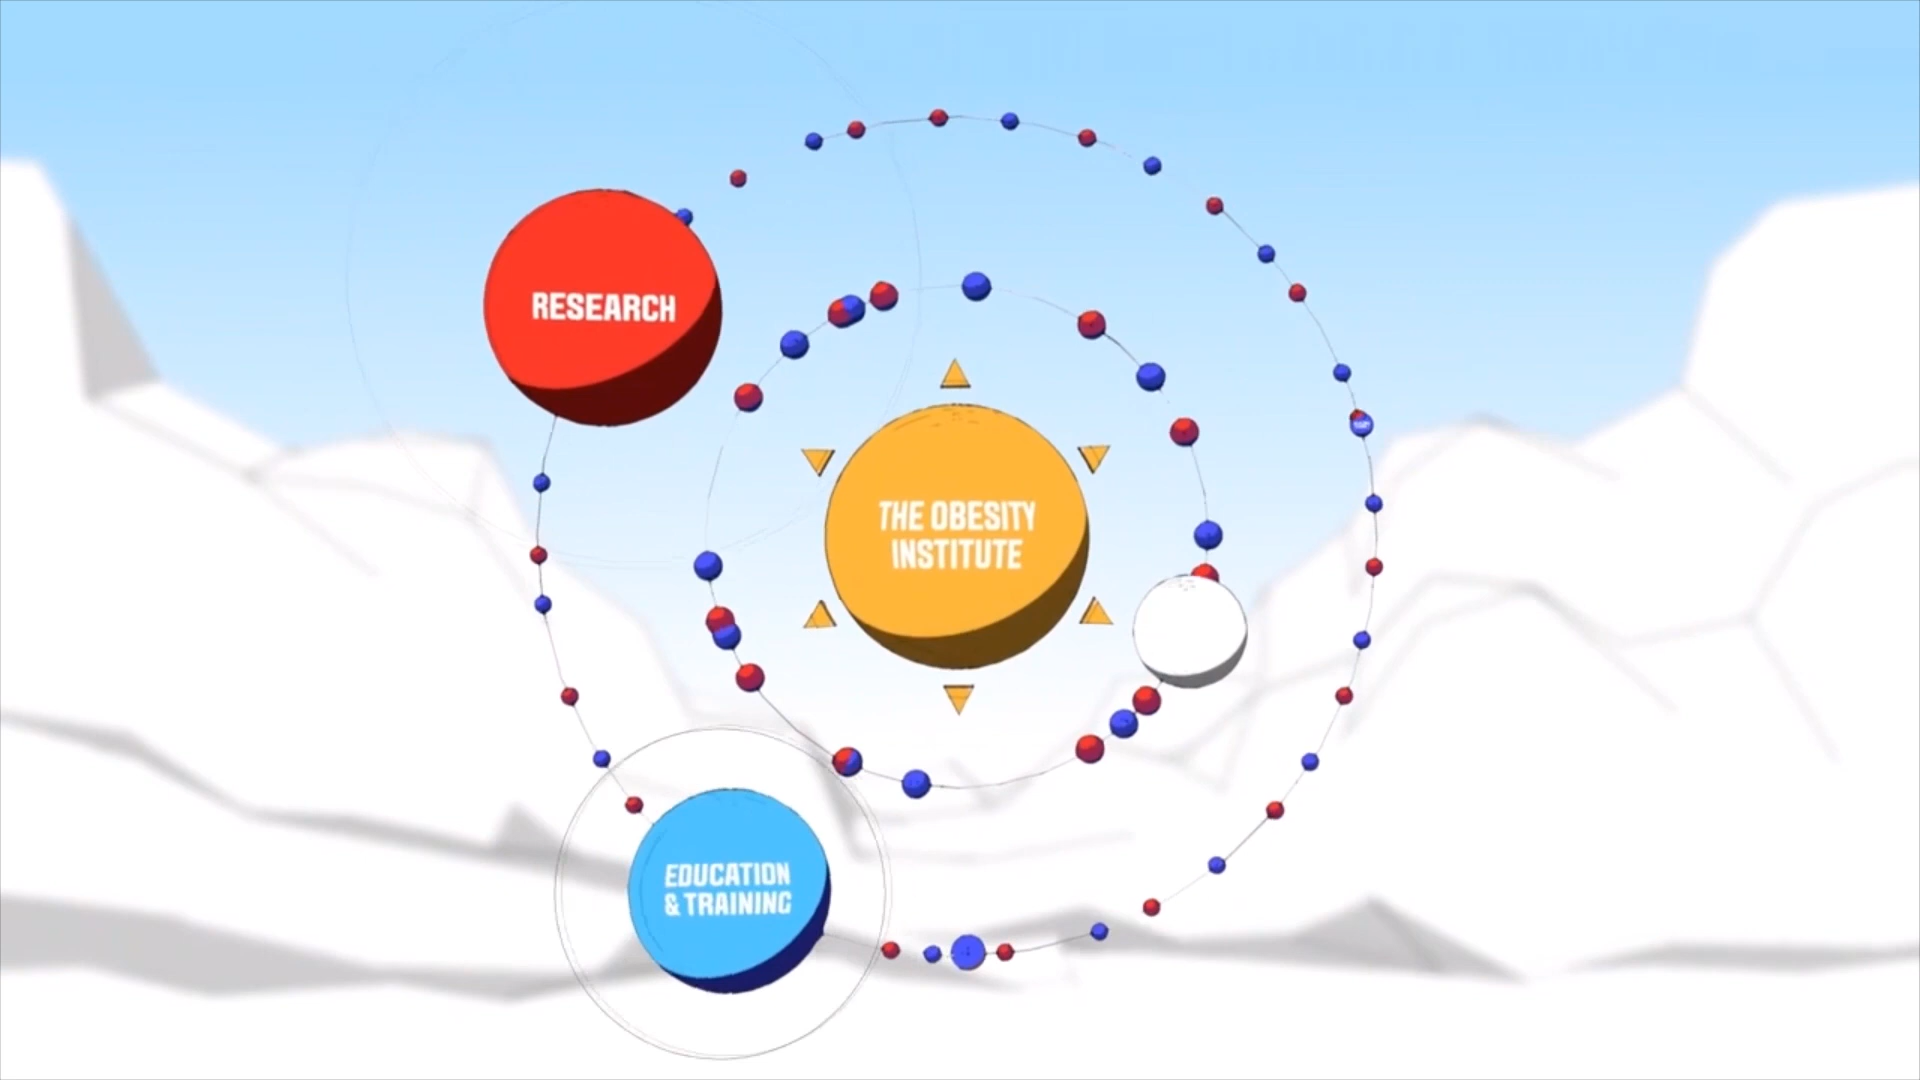 RESEARCH
THE OBESITY
INSTITUTE
EDUCATION
& TRAINING